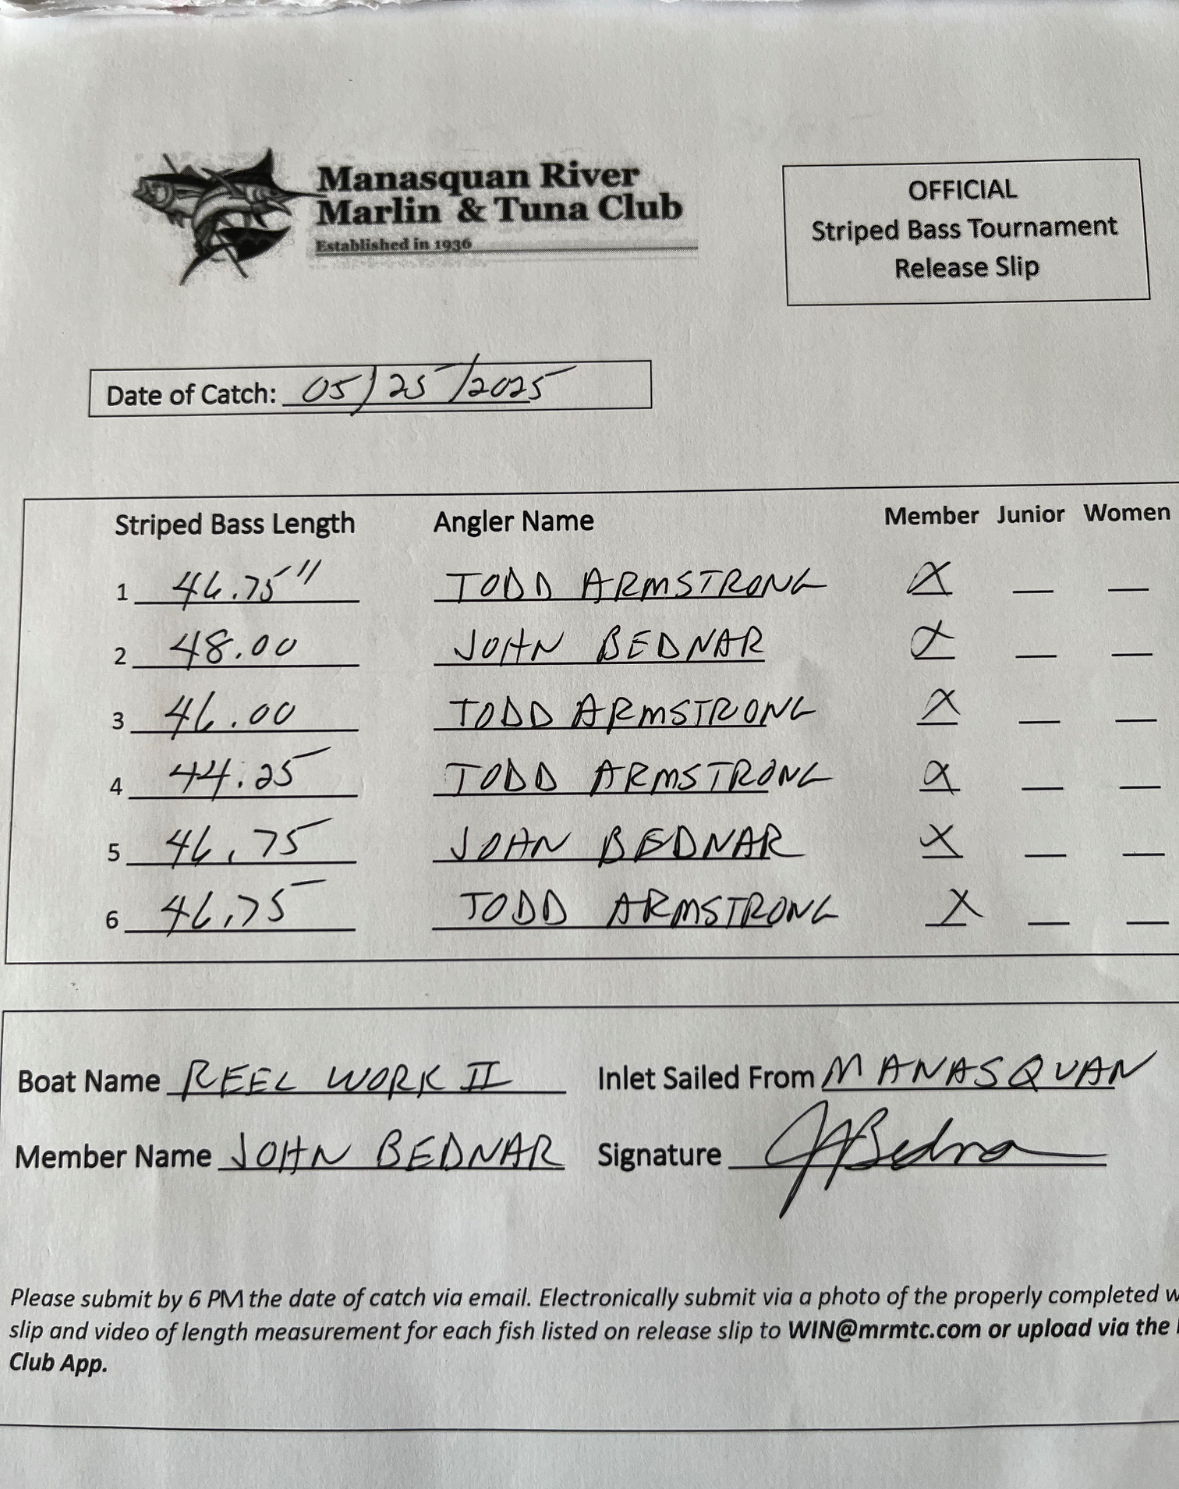 Manasquan River
Marlin & Tuna Club
Established in 1936
OFFICIAL
Striped Bass Tournament
Release Slip
Date of Catch: 05/25/2025
Striped Bass Length Angler Name Member Junior Women
1 46.75" TODD ARMSTRONG X
2 48.00 JOHN BEDNAR X
3 46.00 TODD ARMSTRONG X
4 44.25 TODD ARMSTRONG X
5 46.75 JOHN BEDNAR X
6 46.75 TODD ARMSTRONG X
Boat Name REEL WORK II Inlet Sailed From MANASQUAN
Member Name JOHN BEDNAR Signature JABedna
Please submit by 6 PM the date of catch via email. Electronically submit via a photo of the properly completed
slip and video of length measurement for each fish listed on release slip to WIN@mrmtc.com or upload via the
Club App.